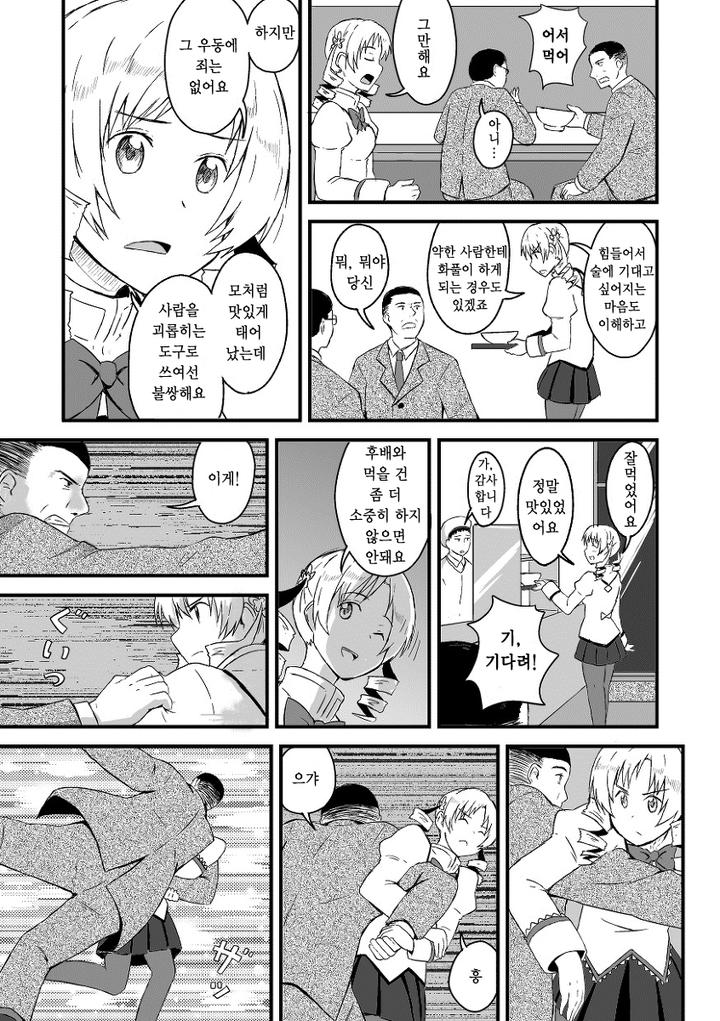 어서
먹어
아니…
그만해요
하지만
그 우동에
죄는
없어요
힘들어서
술에 기대고
싶어지는
마음도
이해하고
약한 사람한테
화풀이 하게
되는 경우도
있겠죠
뭐, 뭐야
당신
모처럼
맛있게
태어
났는데
사람을
괴롭히는
도구로
쓰여선
불쌍해요
잘먹었어요
정말
맛있었
어요
가,
감사
합니다
기,
기다려!
후배와
먹을 건
좀 더
소중히 하지
않으면
안돼요
이게!
ぐいっ
흥
으갸
ザンッ